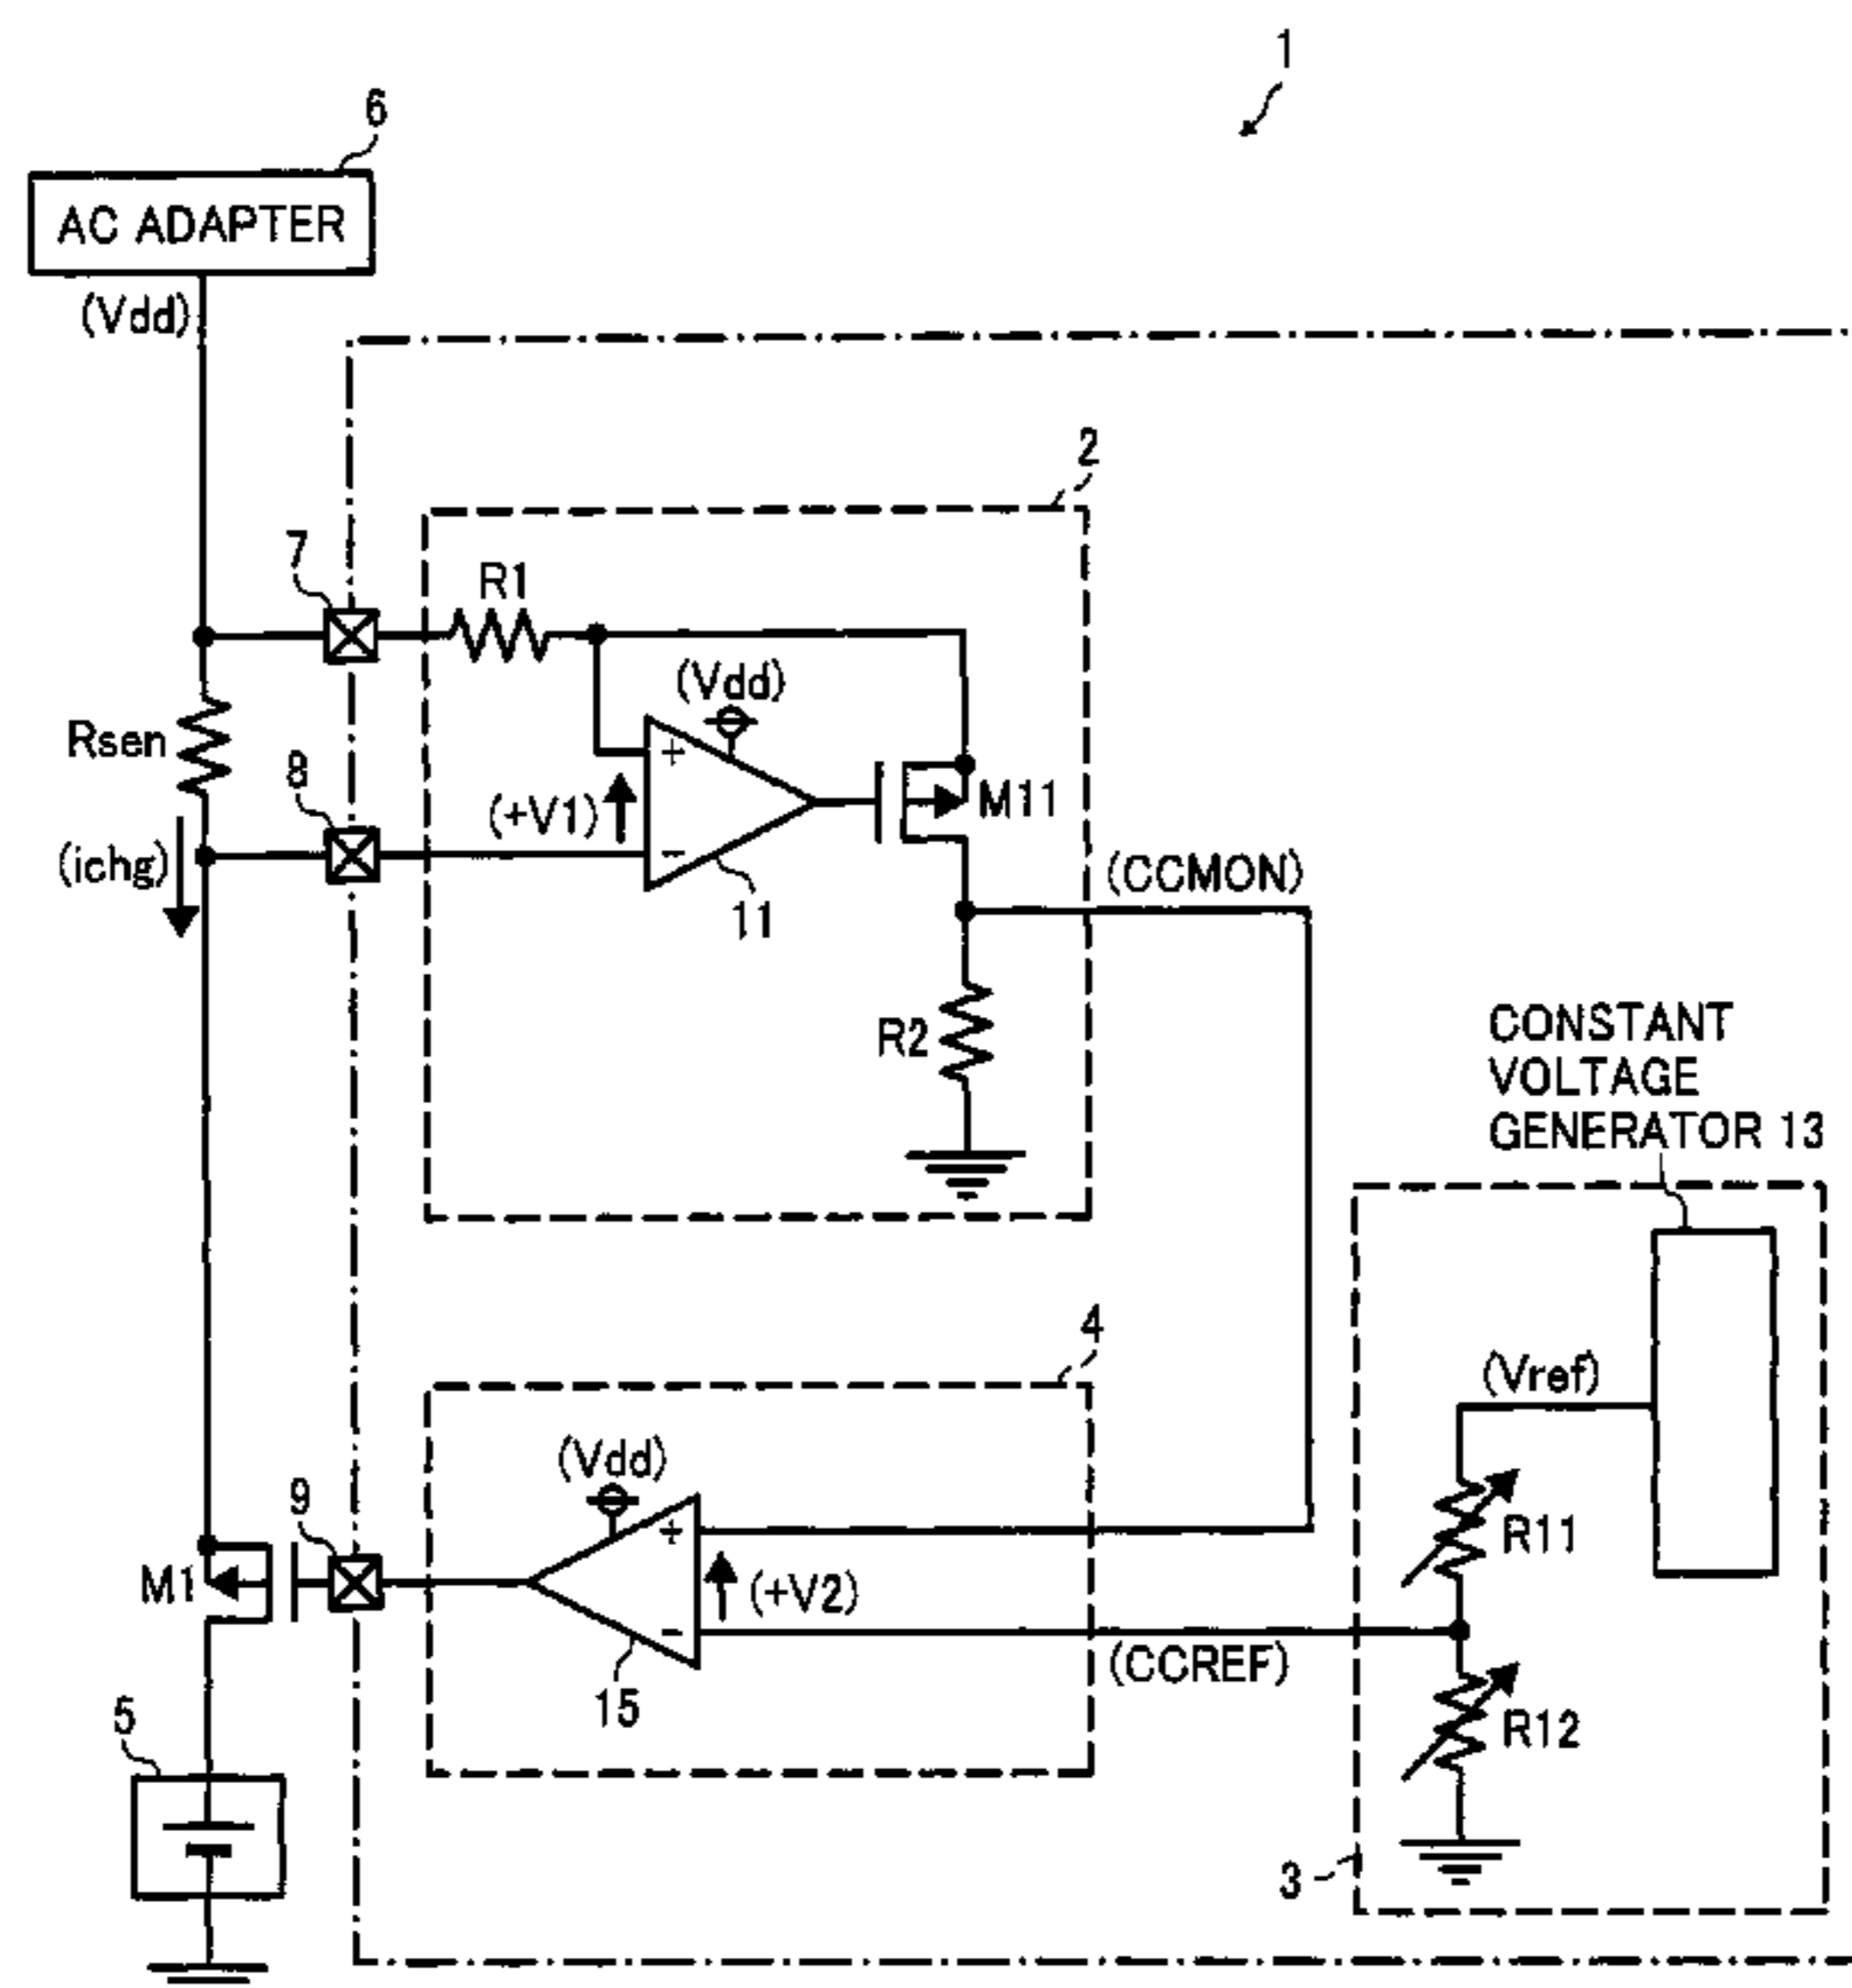 1
6
AC ADAPTER
(Vdd)
2
7
R1
(Vdd)
Rsen
8
+
(+V1)
M11
(ichg)
−
(CCMON)
11
R2
CONSTANT
VOLTAGE
GENERATOR 13
4
(Vref)
(Vdd)
9
+
R11
M1
(+V2)
−
(CCREF)
15
5
R12
3